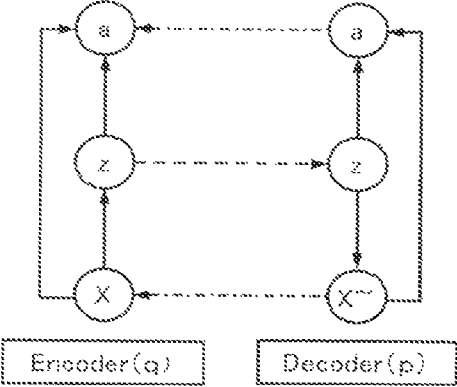 a a
z z
X X~
Encoder(q) Decoder(p)